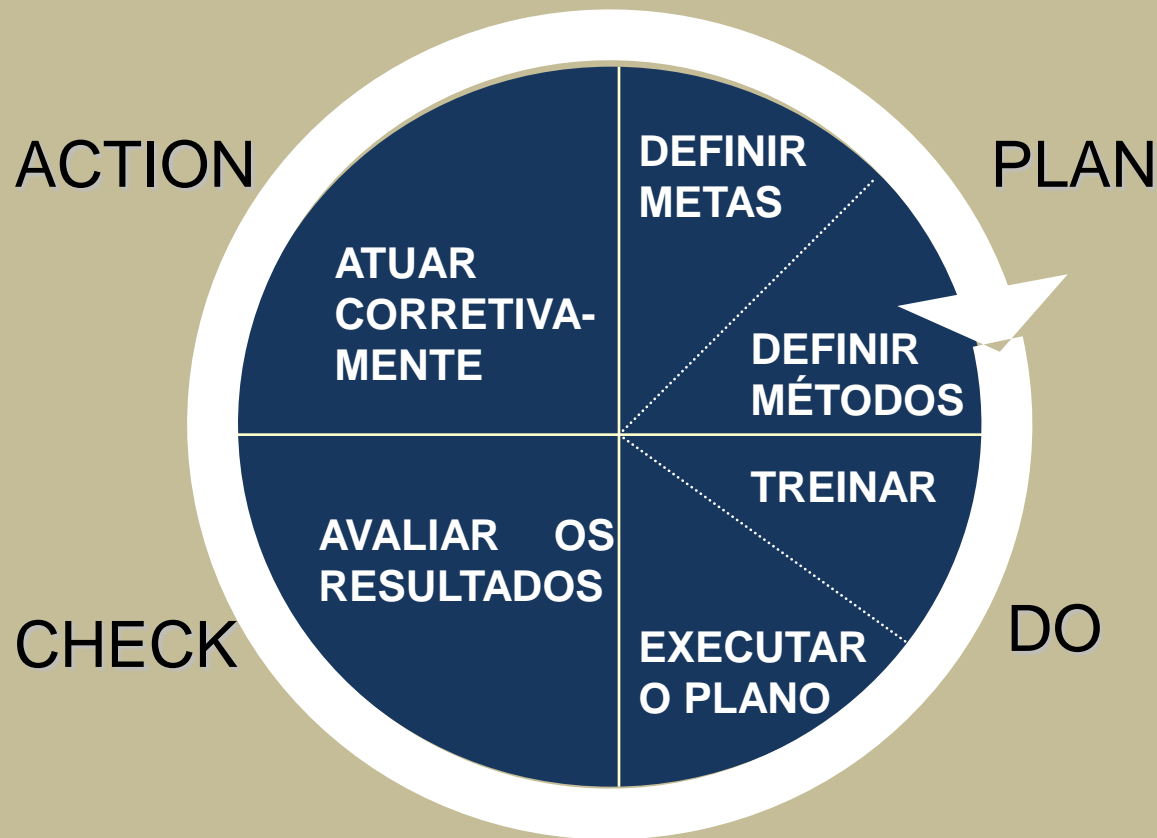 ACTION
PLAN
DEFINIR
METAS
ATUAR
CORRETIVA-
MENTE
DEFINIR
MÉTODOS
TREINAR
AVALIAR OS
RESULTADOS
EXECUTAR
O PLANO
CHECK
DO